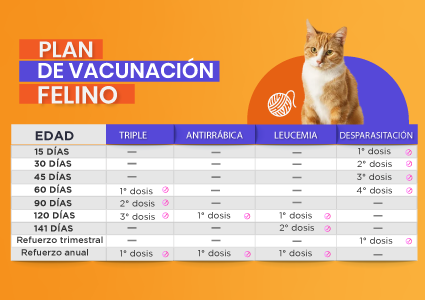 PLAN
DE VACUNACIÓN
FELINO
EDAD TRIPLE ANTIRRÁBICA LEUCEMIA DESPARASITACIÓN
15 DÍAS — — — 1° dosis
30 DÍAS — — — 2° dosis
45 DÍAS — — — 3° dosis
60 DÍAS 1° dosis — — 4° dosis
90 DÍAS 2° dosis — — —
120 DÍAS 3° dosis 1° dosis 1° dosis —
141 DÍAS — — 2° dosis —
Refuerzo trimestral — — — 1° dosis
Refuerzo anual 1° dosis 1° dosis 1° dosis —